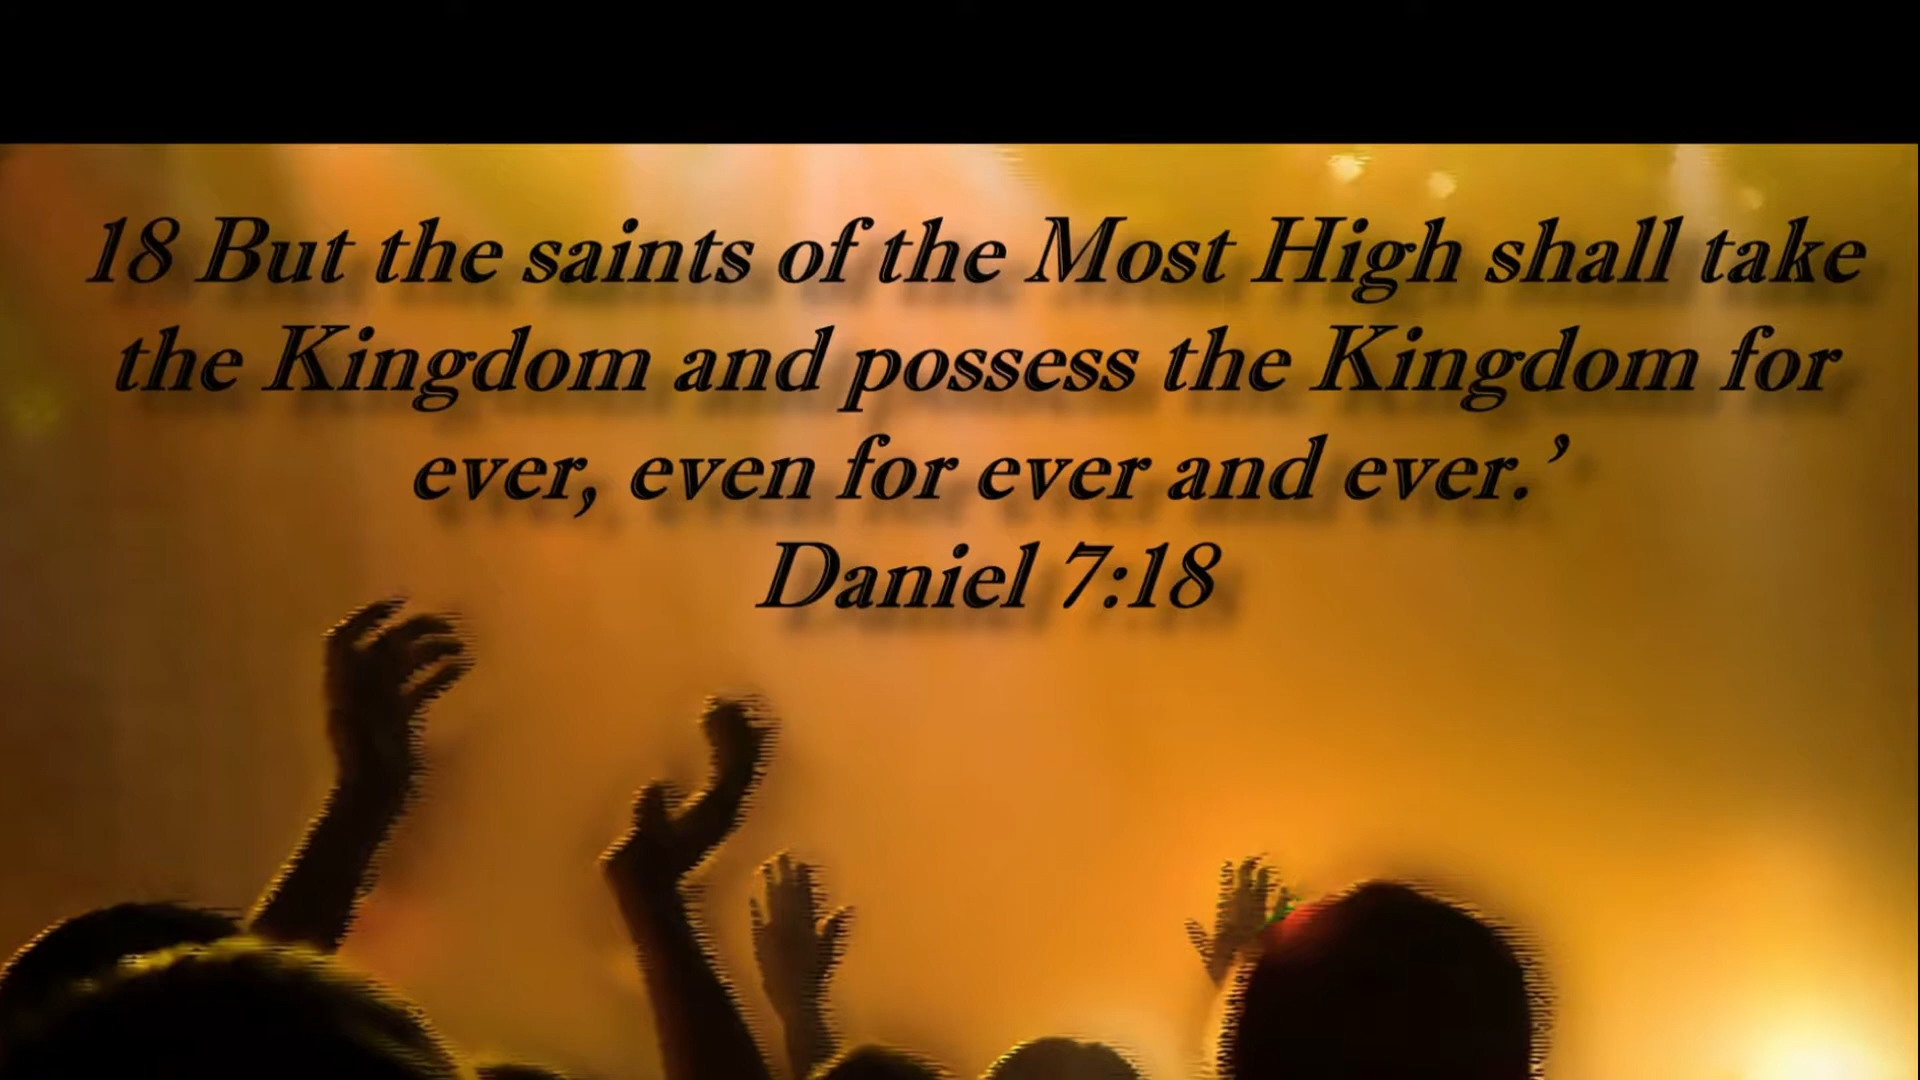 18 But the saints of the Most High shall take
the Kingdom and possess the Kingdom for
ever, even for ever and ever.’
Daniel 7:18